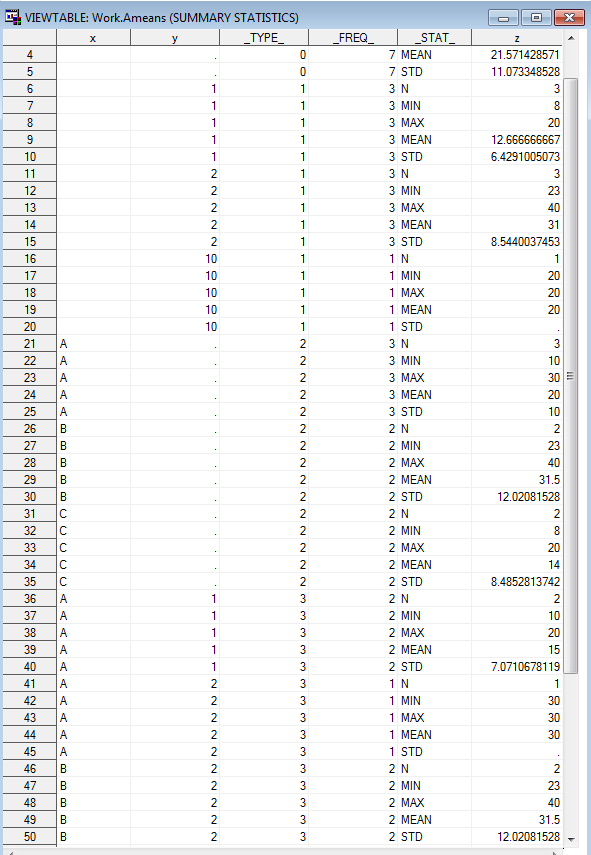 VIEWTABLE: Work.Ameans (SUMMARY STATISTICS)
x y _TYPE_ _FREQ_ _STAT_ z
4 . 0 7 MEAN 21.571428571
5 . 0 7 STD 11.073348528
6 1 1 3 N 3
7 1 1 3 MIN 8
8 1 1 3 MAX 20
9 1 1 3 MEAN 12.666666667
10 1 1 3 STD 6.4291005073
11 2 1 3 N 3
12 2 1 3 MIN 23
13 2 1 3 MAX 40
14 2 1 3 MEAN 31
15 2 1 3 STD 8.5440037453
16 10 1 1 N 1
17 10 1 1 MIN 20
18 10 1 1 MAX 20
19 10 1 1 MEAN 20
20 10 1 1 STD .
21 A . 2 3 N 3
22 A . 2 3 MIN 10
23 A . 2 3 MAX 30
24 A . 2 3 MEAN 20
25 A . 2 3 STD 10
26 B . 2 2 N 2
27 B . 2 2 MIN 23
28 B . 2 2 MAX 40
29 B . 2 2 MEAN 31.5
30 B . 2 2 STD 12.02081528
31 C . 2 2 N 2
32 C . 2 2 MIN 8
33 C . 2 2 MAX 20
34 C . 2 2 MEAN 14
35 C . 2 2 STD 8.4852813742
36 A 1 3 2 N 2
37 A 1 3 2 MIN 10
38 A 1 3 2 MAX 20
39 A 1 3 2 MEAN 15
40 A 1 3 2 STD 7.0710678119
41 A 2 3 1 N 1
42 A 2 3 1 MIN 30
43 A 2 3 1 MAX 30
44 A 2 3 1 MEAN 30
45 A 2 3 1 STD .
46 B 2 3 2 N 2
47 B 2 3 2 MIN 23
48 B 2 3 2 MAX 40
49 B 2 3 2 MEAN 31.5
50 B 2 3 2 STD 12.02081528